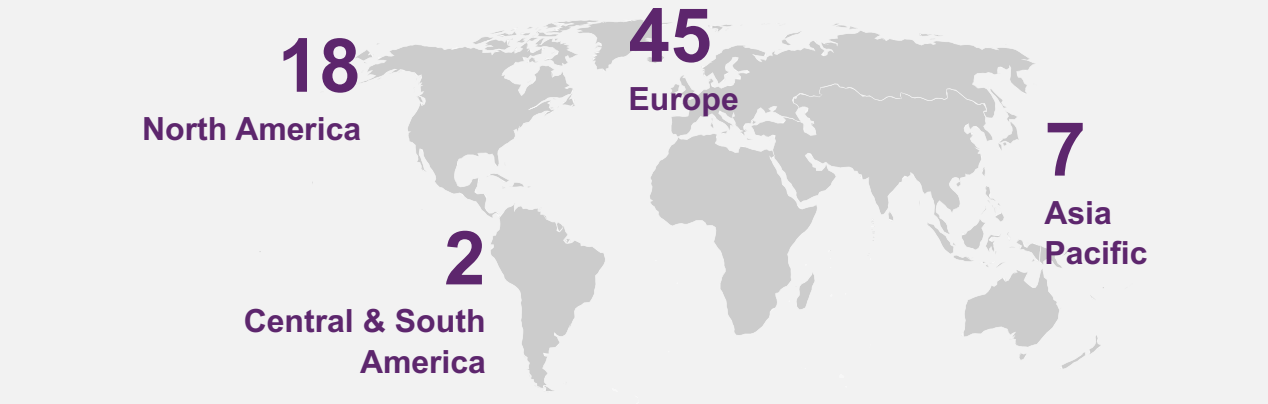 18
North America
45
Europe
7
Asia
Pacific
2
Central & South
America